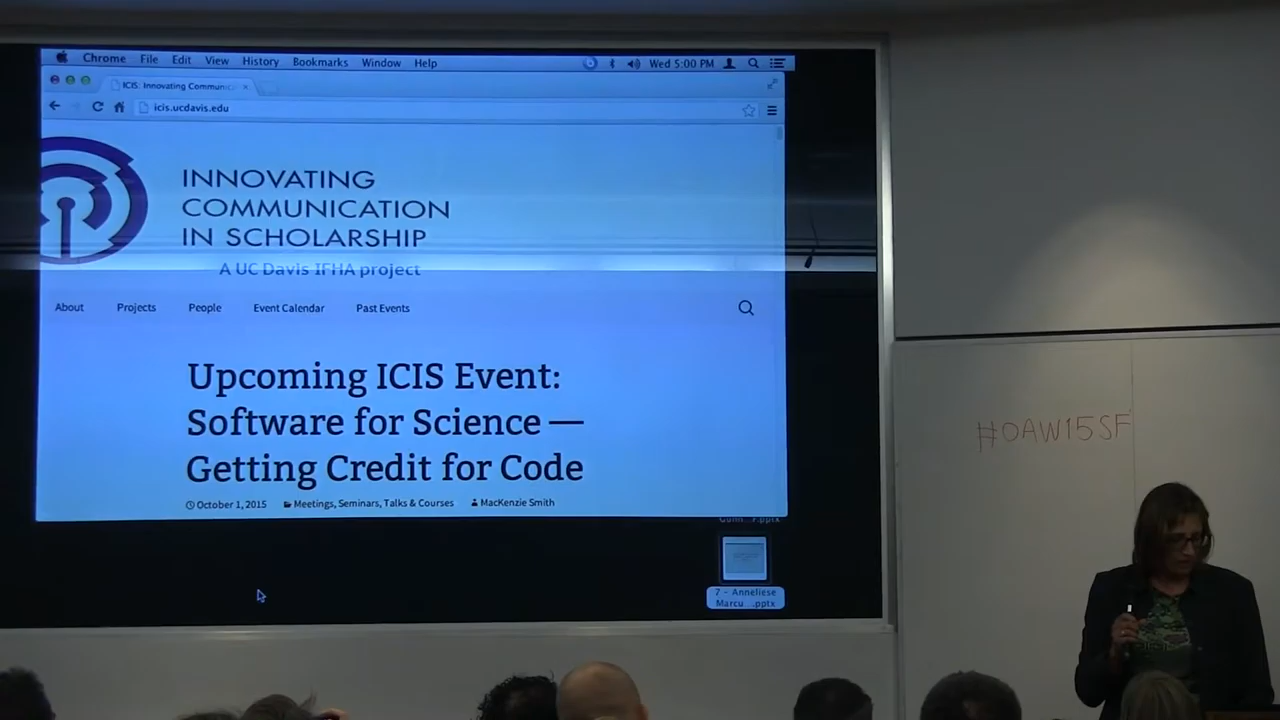 Chrome File Edit View History Bookmarks Window Help Wed 5:00 PM
ICIS: Innovating Communic
icis.ucdavis.edu
INNOVATING
COMMUNICATION
IN SCHOLARSHIP
A UC Davis IFHA project
About Projects People Event Calendar Past Events
Upcoming ICIS Event:
Software for Science —
Getting Credit for Code
October 1, 2015 Meetings, Seminars, Talks & Courses MacKenzie Smith
7 - Anneliese
Marcu ...pptx
#OAW15SF